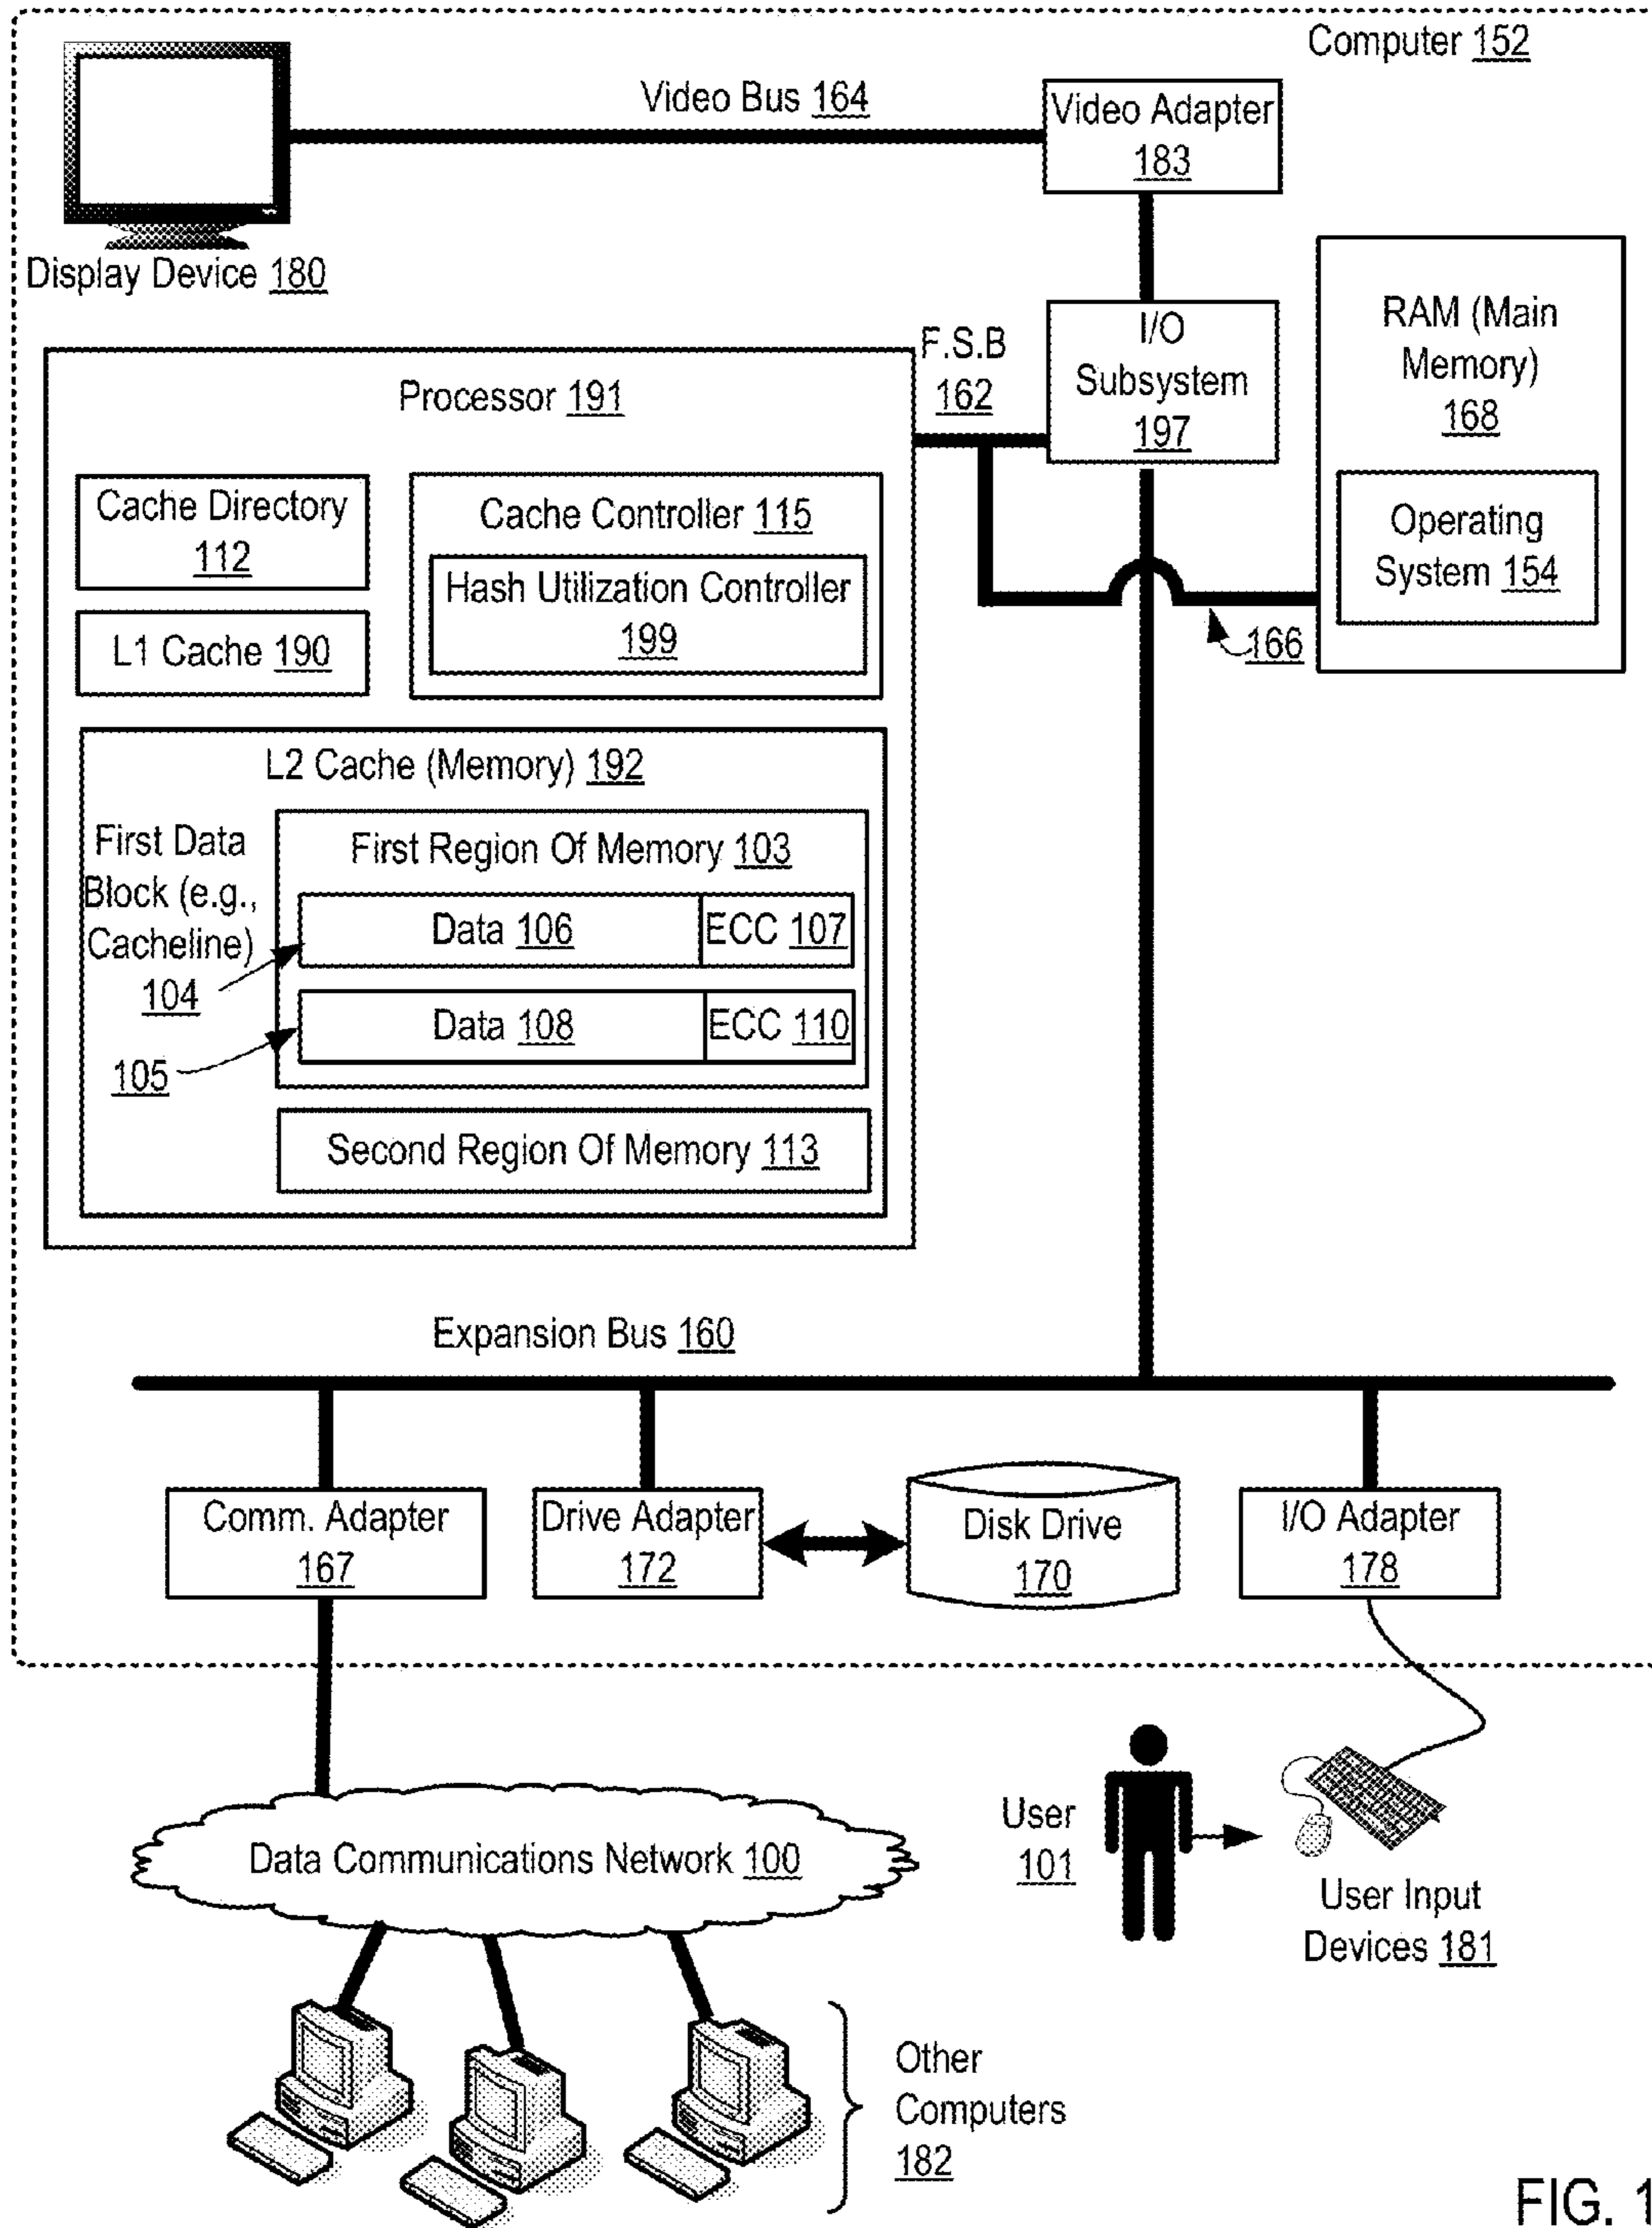 Computer 152
Video Bus 164
Video Adapter
183
Display Device 180
F.S.B
162
I/O
Subsystem
197
RAM (Main
Memory)
168
Operating
System 154
166
Processor 191
Cache Directory
112
L1 Cache 190
Cache Controller 115
Hash Utilization Controller
199
L2 Cache (Memory) 192
First Data
Block (e.g.,
Cacheline)
104
105
First Region Of Memory 103
Data 106
ECC 107
Data 108
ECC 110
Second Region Of Memory 113
Expansion Bus 160
Comm. Adapter
167
Drive Adapter
172
Disk Drive
170
I/O Adapter
178
Data Communications Network 100
User
101
User Input
Devices 181
Other
Computers
182
FIG. 1